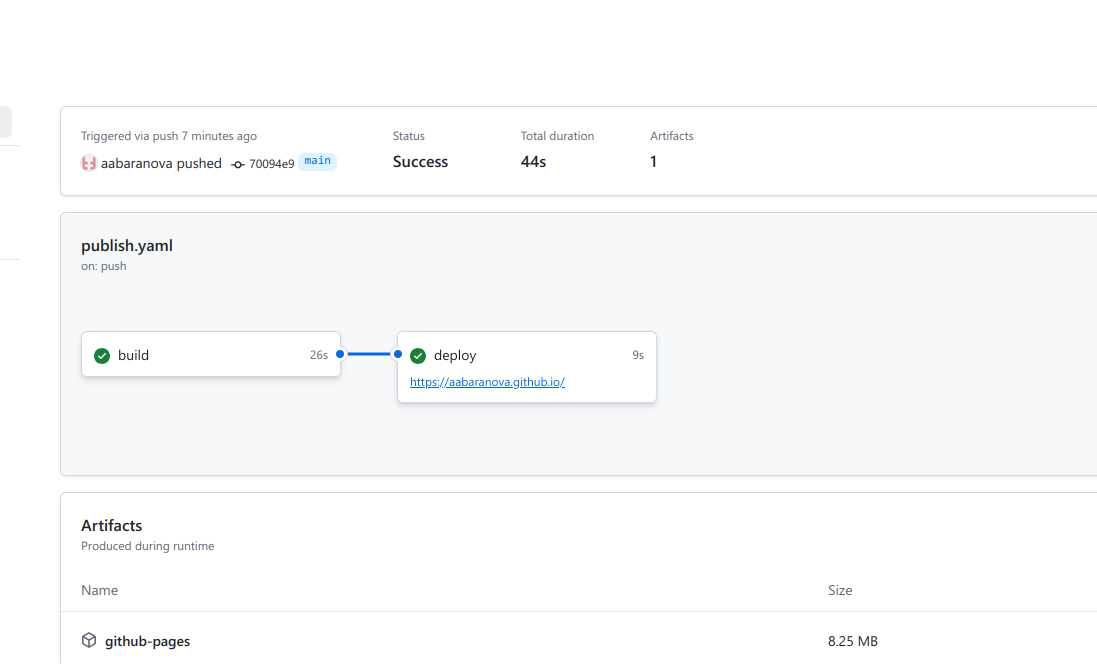 Triggered via push 7 minutes ago
Status
Total duration
Artifacts
aabaranova pushed 70094e9 main
Success
44s
1
publish.yaml
on: push
build 26s
deploy 9s
https://aabaranova.github.io/
Artifacts
Produced during runtime
Name Size
github-pages 8.25 MB